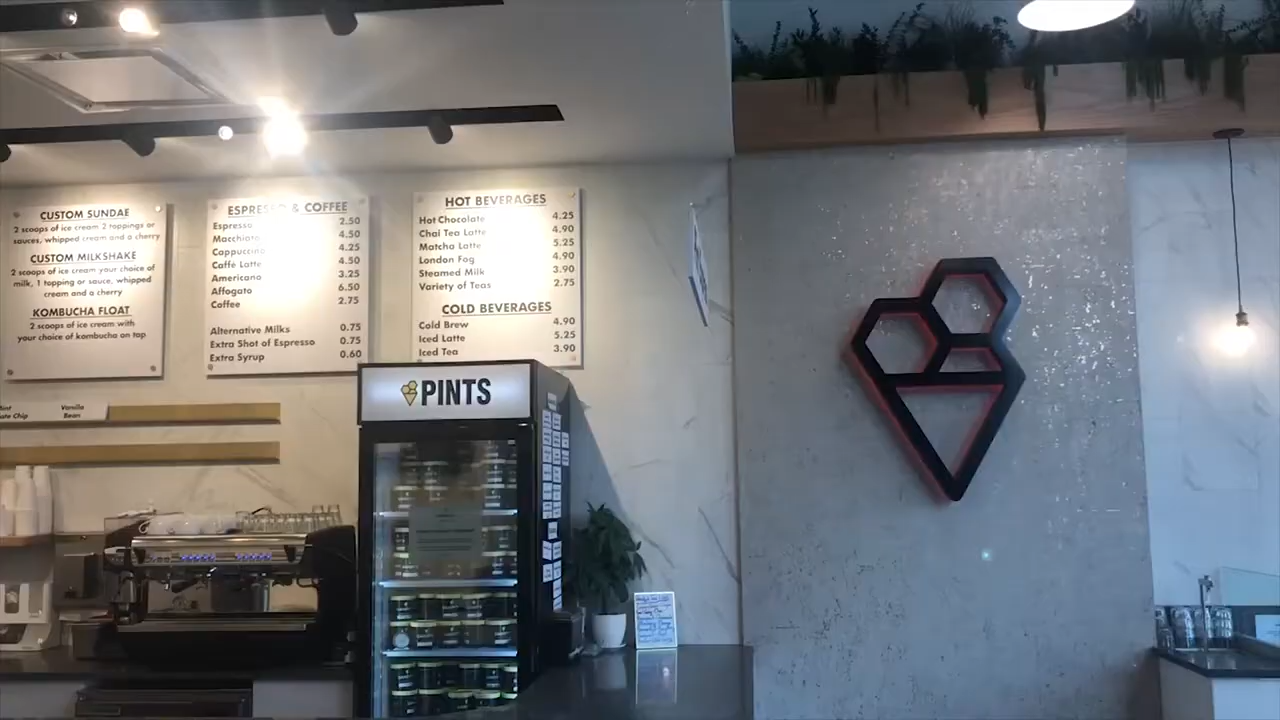 CUSTOM SUNDAE
2 scoops of ice cream 2 toppings or
sauces, whipped cream and a cherry
CUSTOM MILKSHAKE
2 scoops of ice cream your choice of
milk, 1 topping or sauce, whipped
cream and a cherry
KOMBUCHA FLOAT
2 scoops of ice cream with
your choice of kombucha on tap
ESPRESSO & COFFEE
Espresso 2.50
Macchiato 4.50
Cappuccino 4.25
Caffé Latte 4.25
Americano 3.25
Affogato 6.50
Coffee 2.75
Alternative Milks 0.75
Extra Shot of Espresso 0.75
Extra Syrup 0.60
HOT BEVERAGES
Hot Chocolate 4.25
Chai Tea Latte 4.90
Matcha Latte 5.25
London Fog 4.90
Steamed Milk 3.90
Variety of Teas 2.75
COLD BEVERAGES
Cold Brew 4.90
Iced Latte 5.25
Iced Tea 3.90
PINTS
Chip
Vanilla
Bean